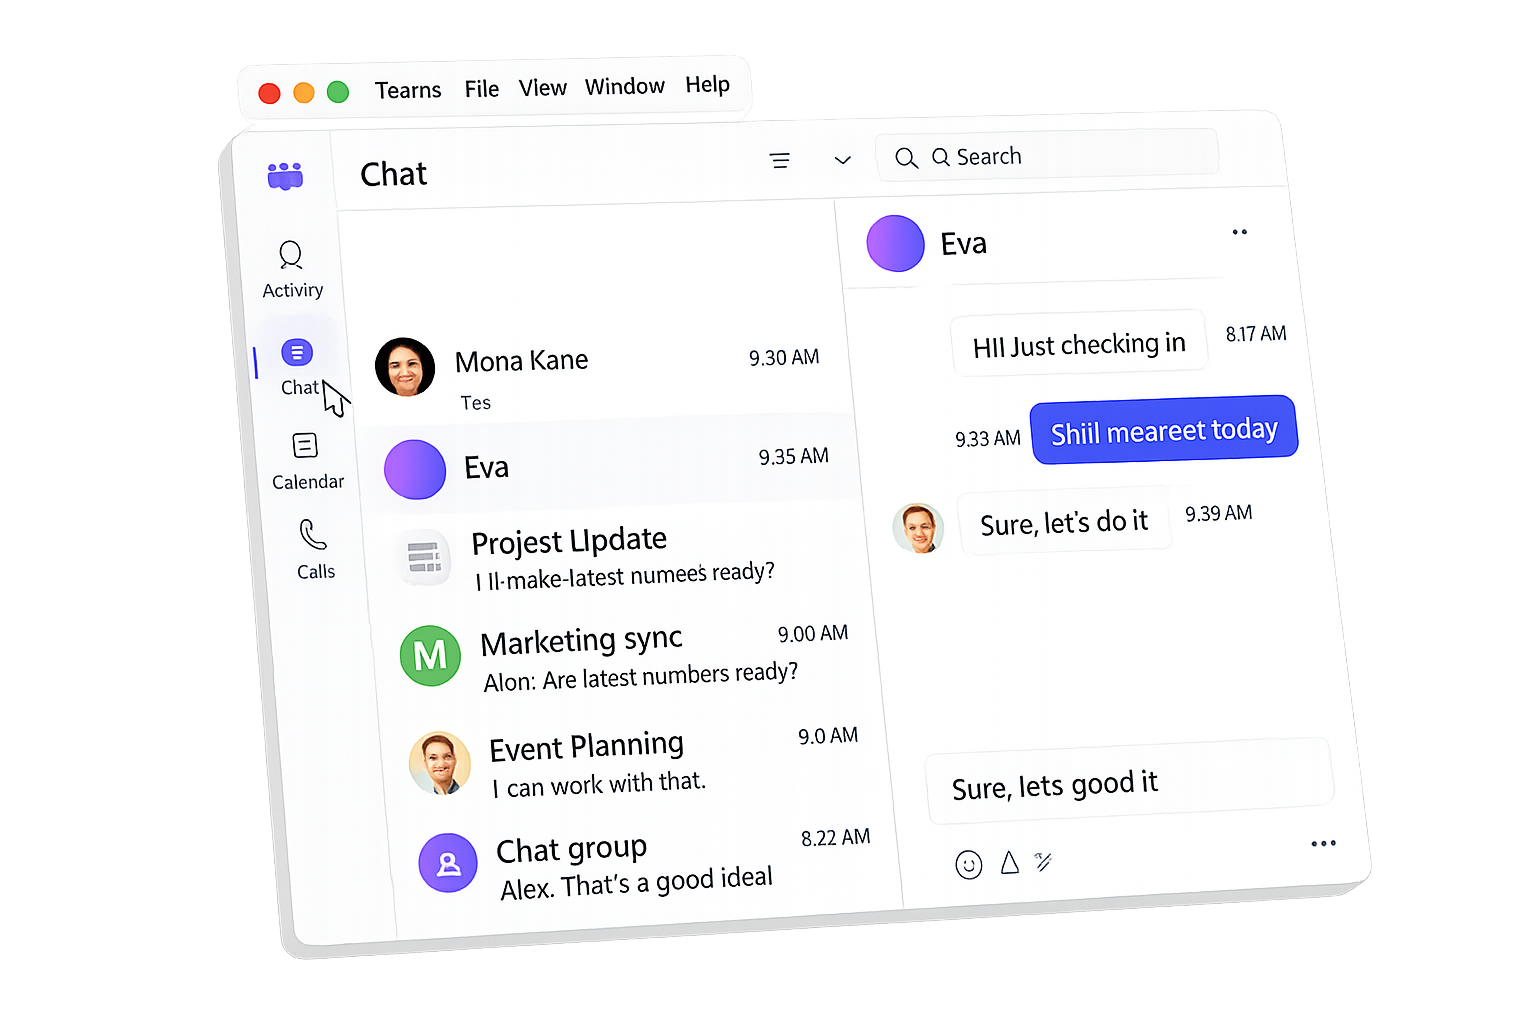 Tearns File View Window Help
Chat
Search
Activiry
Chat
Calendar
Calls
Mona Kane 9.30 AM
Tes
Eva 9.35 AM
Projest LIpdate
I Il·make-latest numees ready?
M
Marketing sync 9.00 AM
Alon: Are latest numbers ready?
Event Planning 9.0 AM
I can work with that.
Chat group 8.22 AM
Alex. That's a good ideal
Eva
HII Just checking in 8.17 AM
9.33 AM Shiil meareet today
Sure, let's do it 9.39 AM
Sure, lets good it